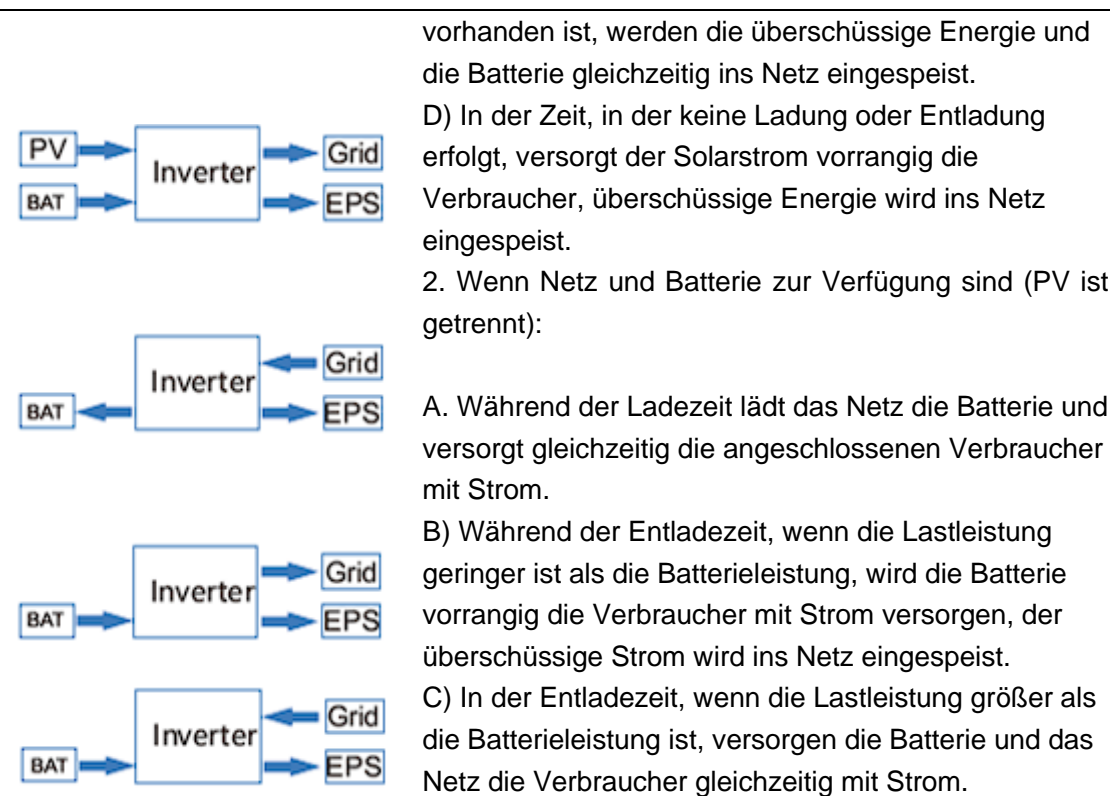 vorhanden ist, werden die überschüssige Energie und
die Batterie gleichzeitig ins Netz eingespeist.
D) In der Zeit, in der keine Ladung oder Entladung
erfolgt, versorgt der Solarstrom vorrangig die
Verbraucher, überschüssige Energie wird ins Netz
eingespeist.
PV
BAT
Inverter
Grid
EPS
2. Wenn Netz und Batterie zur Verfügung sind (PV ist
getrennt):
BAT
Inverter
Grid
EPS
A. Während der Ladezeit lädt das Netz die Batterie und
versorgt gleichzeitig die angeschlossenen Verbraucher
mit Strom.
BAT
Inverter
Grid
EPS
B) Während der Entladezeit, wenn die Lastleistung
geringer ist als die Batterieleistung, wird die Batterie
vorrangig die Verbraucher mit Strom versorgen, der
überschüssige Strom wird ins Netz eingespeist.
BAT
Inverter
Grid
EPS
C) In der Entladezeit, wenn die Lastleistung größer als
die Batterieleistung ist, versorgen die Batterie und das
Netz die Verbraucher gleichzeitig mit Strom.